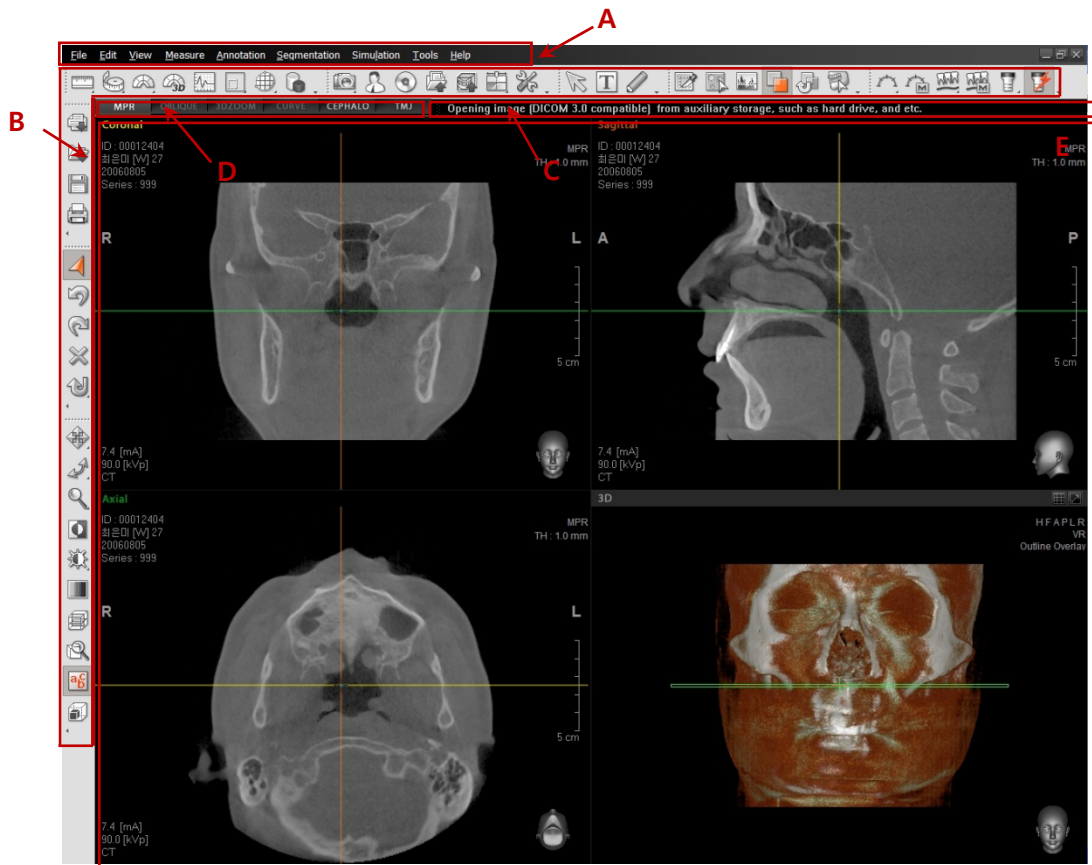 A
File Edit View Measure Annotation Segmentation Simulation Tools Help
3D T M M
B
MPR OBLIQUE 3DZOOM CURVE CEPHALO TMJ
Opening image (DICOM 3.0 compatible) from auxiliary storage, such as hard drive, and etc.
D
C
E
Coronal
ID : 00012404
최은미 [W] 27
20060805
Series : 999
MPR
TH : 1.0 mm
R
L
5 cm
7.4 [mA]
90.0 [kVp]
CT
Sagittal
ID : 00012404
최은미 [W] 27
20060805
Series : 999
MPR
TH : 1.0 mm
A
P
5 cm
7.4 [mA]
90.0 [kVp]
CT
abc
Axial
ID : 00012404
최은미 [W] 27
20060805
Series : 999
MPR
TH : 1.0 mm
R
L
5 cm
7.4 [mA]
90.0 [kVp]
CT
3D
H F A P L R
VR
Outline Overlay